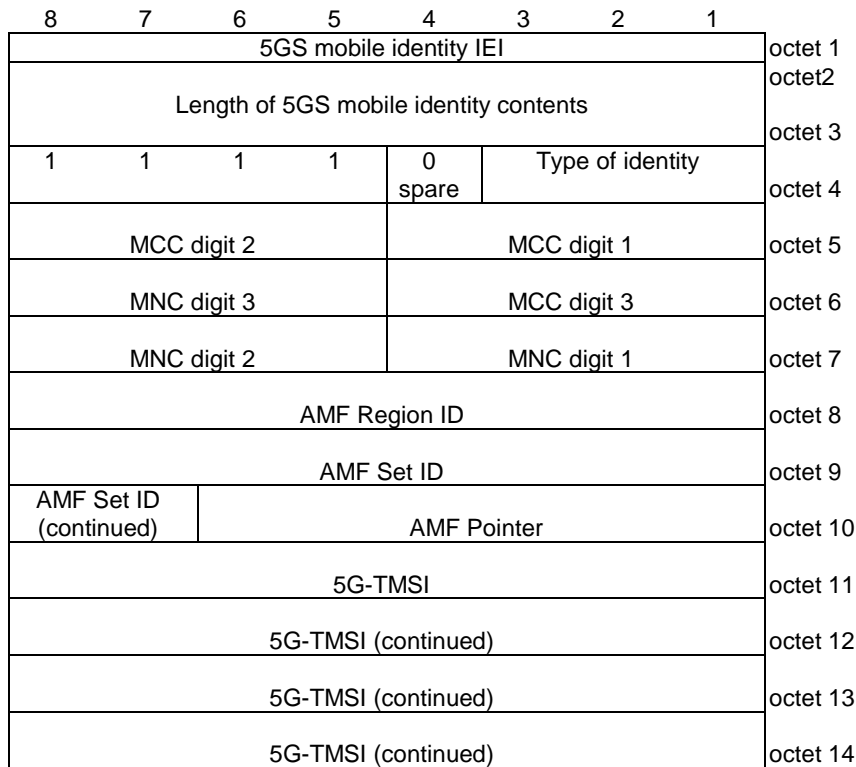 8 7 6 5 4 3 2 1
5GS mobile identity IEI octet 1
octet2
Length of 5GS mobile identity contents
octet 3
1 1 1 1 0 Type of identity
spare octet 4
MCC digit 2 MCC digit 1 octet 5
MNC digit 3 MCC digit 3 octet 6
MNC digit 2 MNC digit 1 octet 7
AMF Region ID octet 8
AMF Set ID octet 9
AMF Set ID
(continued) AMF Pointer octet 10
5G-TMSI octet 11
5G-TMSI (continued) octet 12
5G-TMSI (continued) octet 13
5G-TMSI (continued) octet 14